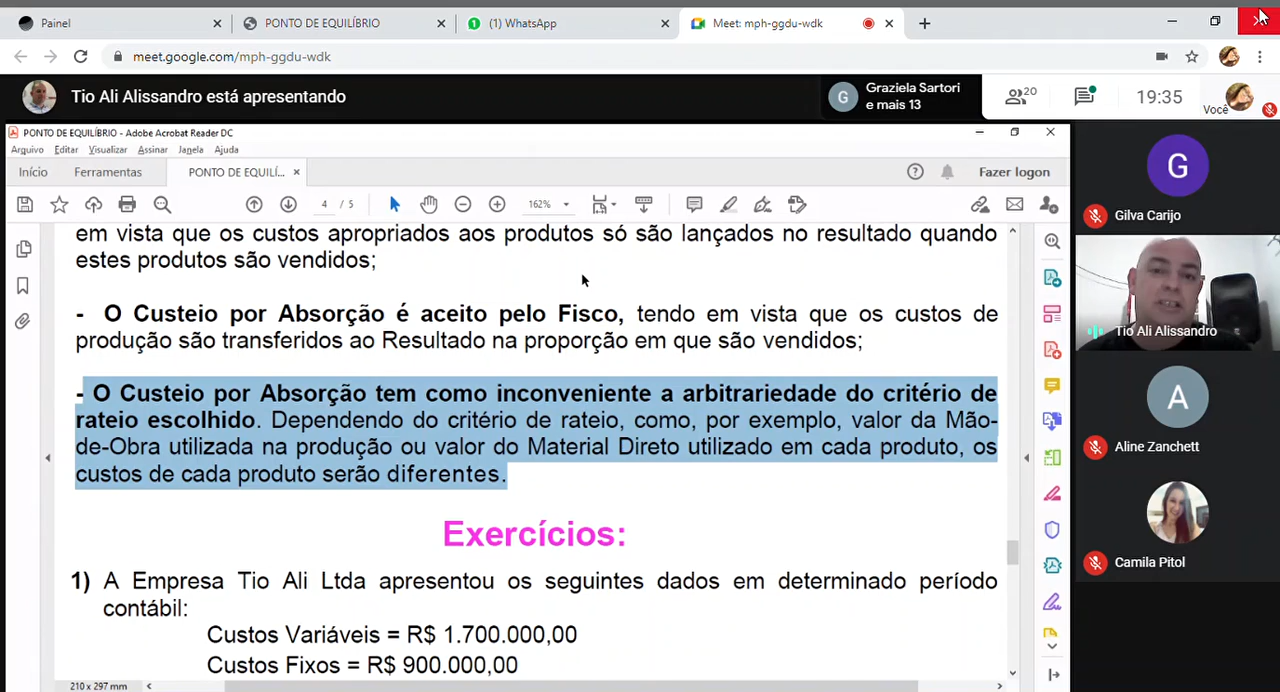 Painel
PONTO DE EQUILÍBRIO
(1) WhatsApp
Meet: mph-ggdu-wdk
meet.google.com/mph-ggdu-wdk
Tio Ali Alissandro está apresentando
G
Graziela Sartori
e mais 13
20
19:35
Você
PONTO DE EQUILÍBRIO - Adobe Acrobat Reader DC
Arquivo Editar Visualizar Assinar Janela Ajuda
Início
Ferramentas
PONTO DE EQUILÍ...
Fazer logon
4 / 5
162%
em vista que os custos apropriados aos produtos só são lançados no resultado quando
estes produtos são vendidos;
- O Custeio por Absorção é aceito pelo Fisco, tendo em vista que os custos de
produção são transferidos ao Resultado na proporção em que são vendidos;
- O Custeio por Absorção tem como inconveniente a arbitrariedade do critério de
rateio escolhido. Dependendo do critério de rateio, como, por exemplo, valor da Mão-
de-Obra utilizada na produção ou valor do Material Direto utilizado em cada produto, os
custos de cada produto serão diferentes.
Exercícios:
1) A Empresa Tio Ali Ltda apresentou os seguintes dados em determinado período
contábil:
Custos Variáveis = R$ 1.700.000,00
Custos Fixos = R$ 900.000,00
210 x 297 mm
G
Gilva Carijo
Tio Ali Alissandro
A
Aline Zanchett
Camila Pitol